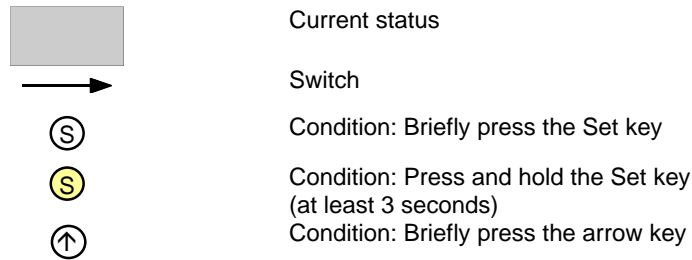 Current status
Switch
S Condition: Briefly press the Set key
S Condition: Press and hold the Set key
(at least 3 seconds)
Condition: Briefly press the arrow key